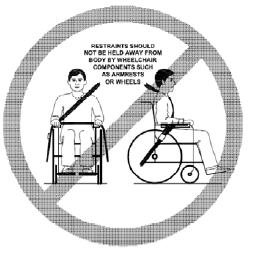 RESTRAINTS SHOULD
NOT BE HELD AWAY FROM
BODY BY WHEELCHAIR
COMPONENTS SUCH
AS ARMRESTS
OR WHEELS